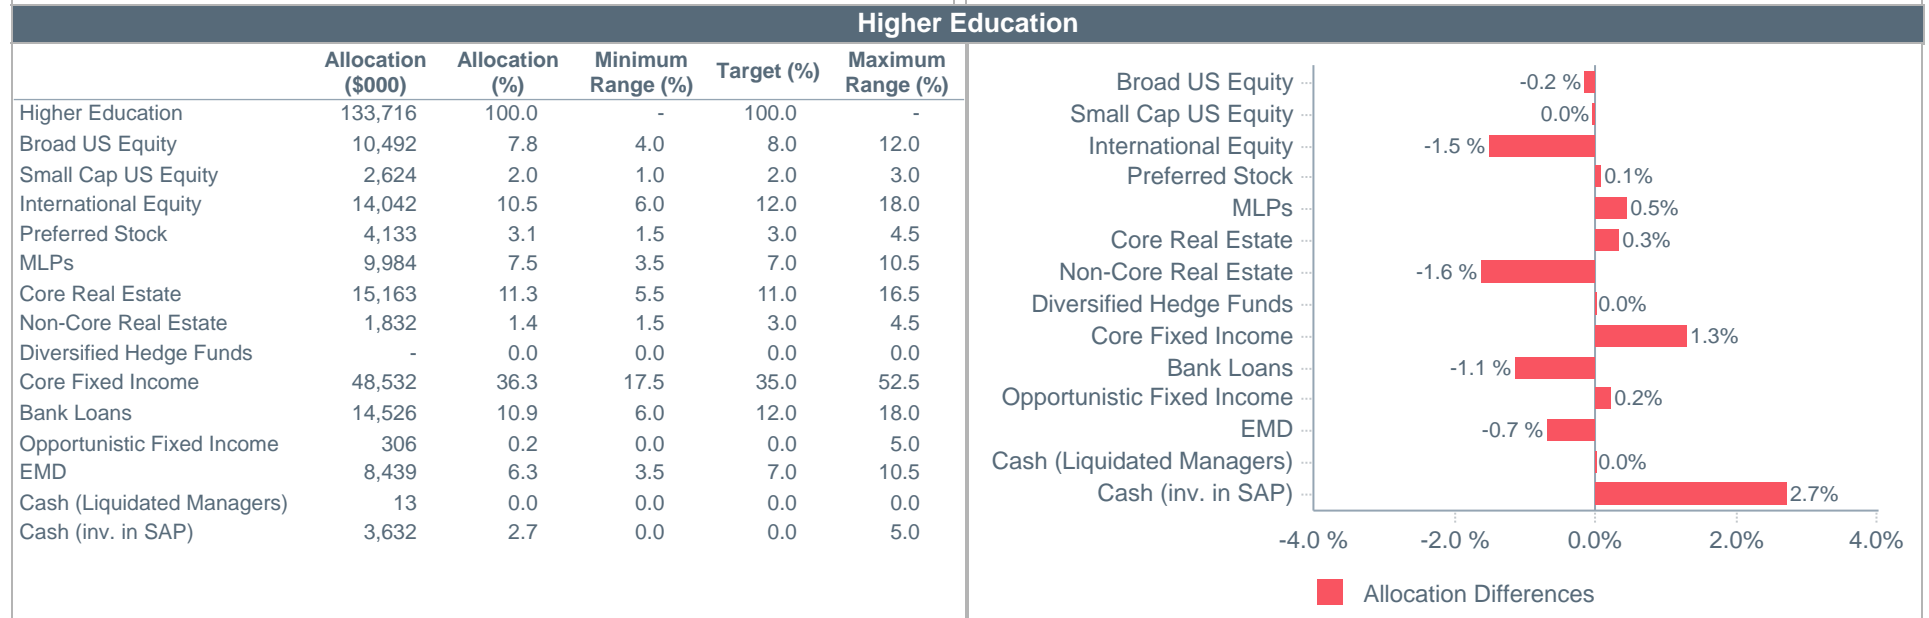 Higher Education
Allocation ($000) Allocation (%) Minimum Range (%) Target (%) Maximum Range (%)
Higher Education 133,716 100.0 - 100.0 -
Broad US Equity 10,492 7.8 4.0 8.0 12.0
Small Cap US Equity 2,624 2.0 1.0 2.0 3.0
International Equity 14,042 10.5 6.0 12.0 18.0
Preferred Stock 4,133 3.1 1.5 3.0 4.5
MLPs 9,984 7.5 3.5 7.0 10.5
Core Real Estate 15,163 11.3 5.5 11.0 16.5
Non-Core Real Estate 1,832 1.4 1.5 3.0 4.5
Diversified Hedge Funds - 0.0 0.0 0.0 0.0
Core Fixed Income 48,532 36.3 17.5 35.0 52.5
Bank Loans 14,526 10.9 6.0 12.0 18.0
Opportunistic Fixed Income 306 0.2 0.0 0.0 5.0
EMD 8,439 6.3 3.5 7.0 10.5
Cash (Liquidated Managers) 13 0.0 0.0 0.0 0.0
Cash (inv. in SAP) 3,632 2.7 0.0 0.0 5.0
Broad US Equity -0.2 %
Small Cap US Equity 0.0%
International Equity -1.5 %
Preferred Stock 0.1%
MLPs 0.5%
Core Real Estate 0.3%
Non-Core Real Estate -1.6 %
Diversified Hedge Funds 0.0%
Core Fixed Income 1.3%
Bank Loans -1.1 %
Opportunistic Fixed Income 0.2%
EMD -0.7 %
Cash (Liquidated Managers) 0.0%
Cash (inv. in SAP) 2.7%
-4.0 % -2.0 % 0.0% 2.0% 4.0%
Allocation Differences